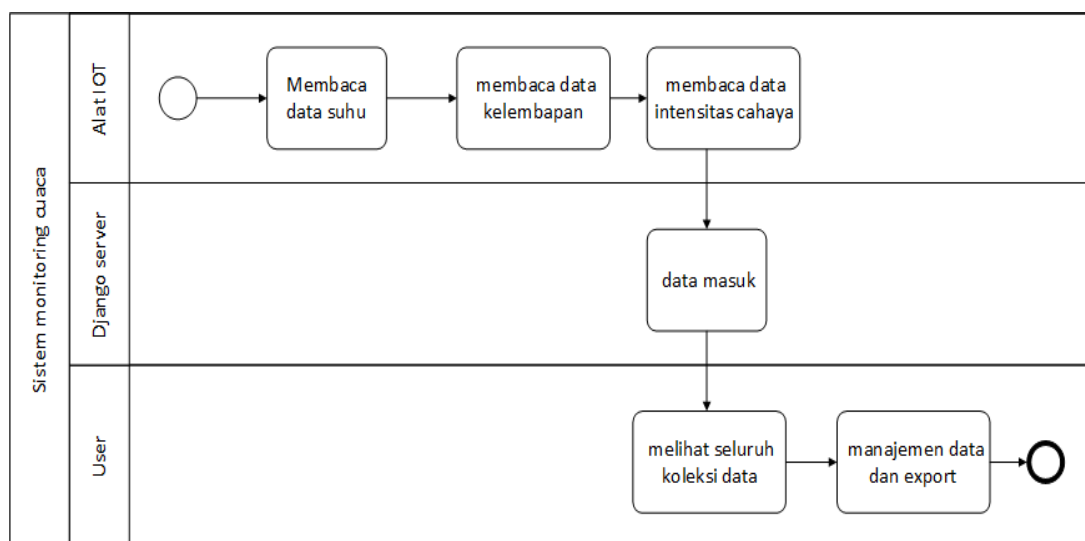 Sistem monitoring cuaca
Alat IOT
Membaca
data suhu
membaca data
kelembapan
membaca data
intensitas cahaya
Django server
data masuk
User
melihat seluruh
koleksi data
manajemen data
dan export